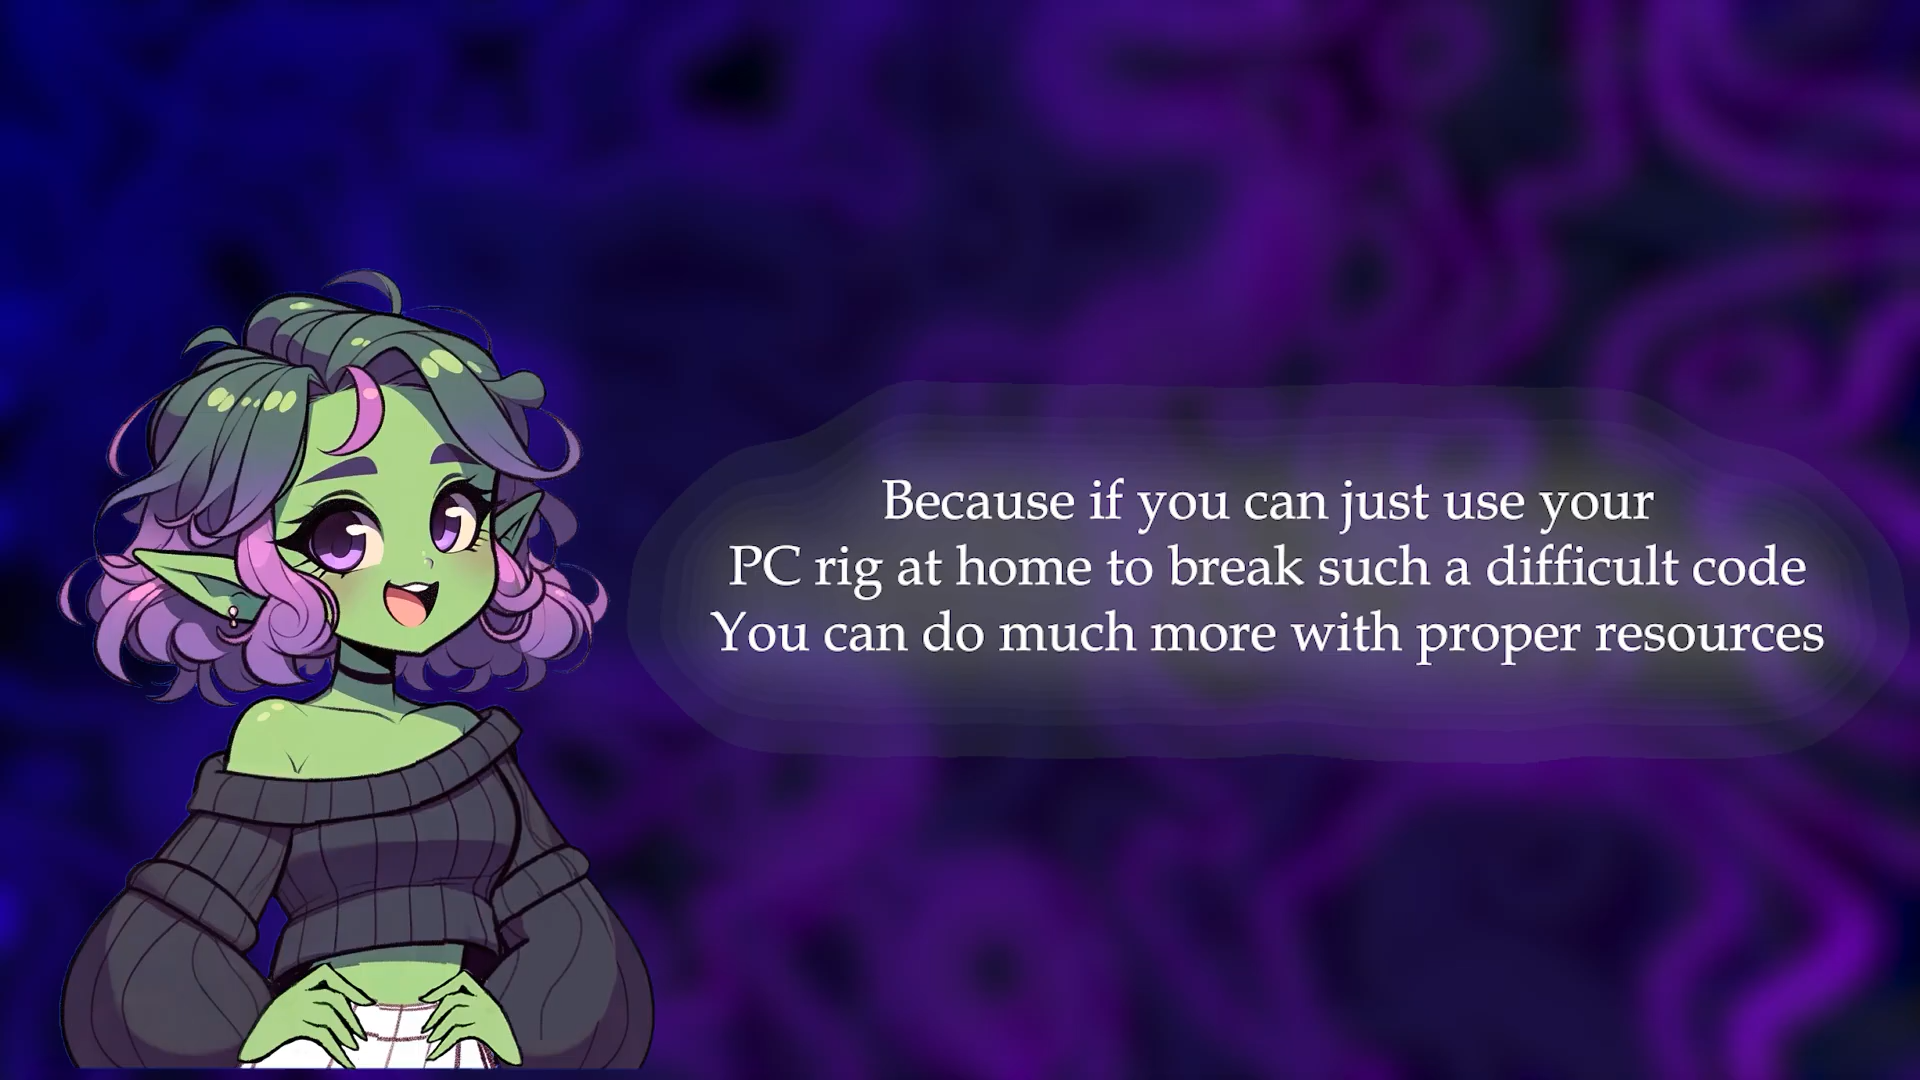 Because if you can just use your
PC rig at home to break such a difficult code
You can do much more with proper resources